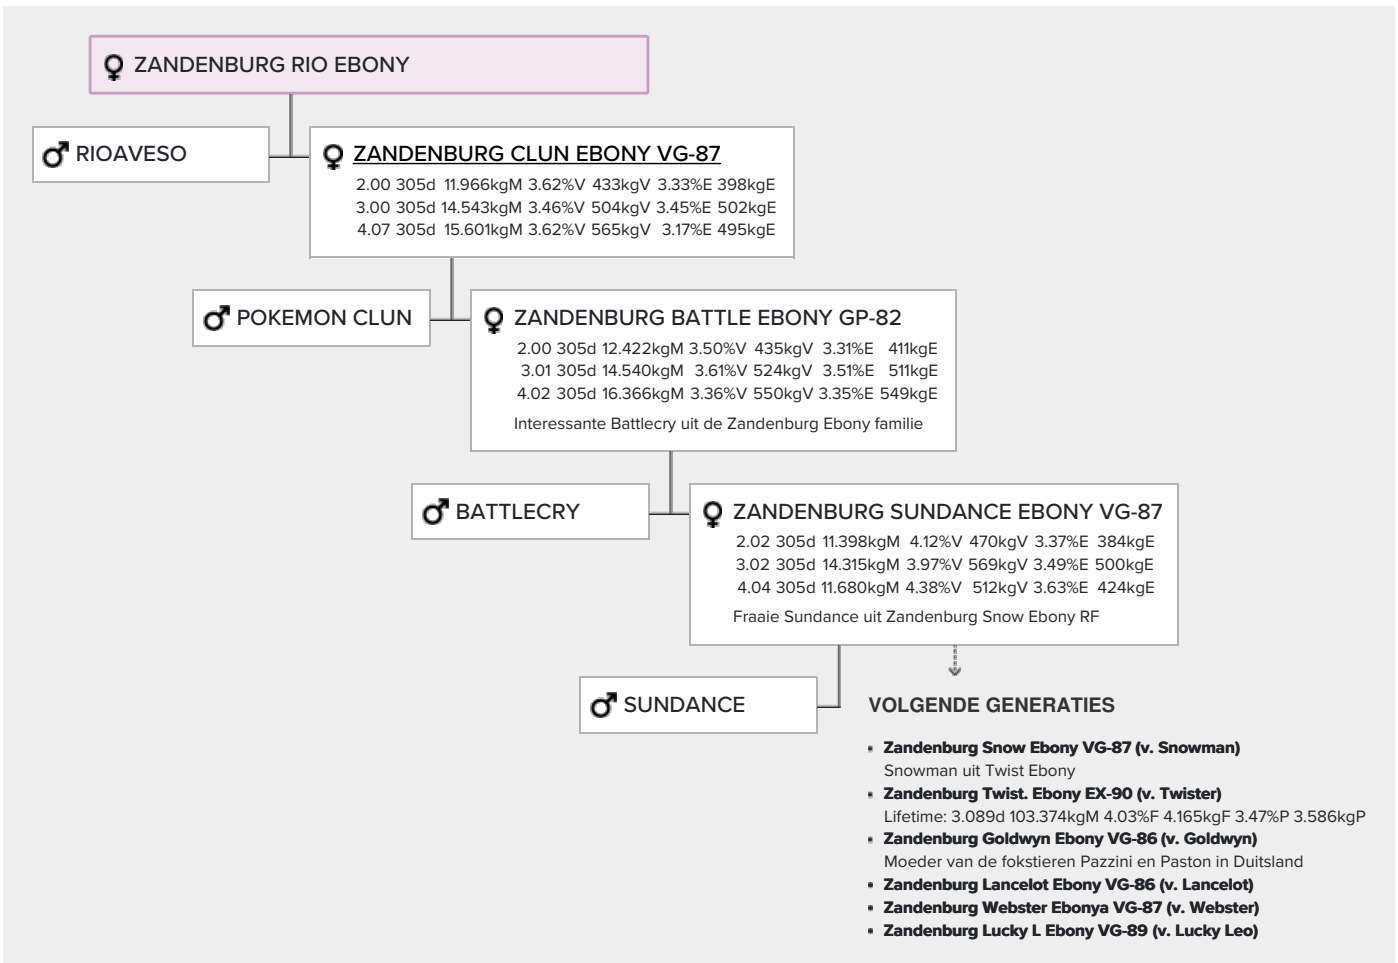 ZANDENBURG RIO EBONY
RIOAVESO
ZANDENBURG CLUN EBONY VG-87
2.00 305d 11.966kgM 3.62%V 433kgV 3.33%E 398kgE
3.00 305d 14.543kgM 3.46%V 504kgV 3.45%E 502kgE
4.07 305d 15.601kgM 3.62%V 565kgV 3.17%E 495kgE
POKEMON CLUN
ZANDENBURG BATTLE EBONY GP-82
2.00 305d 12.422kgM 3.50%V 435kgV 3.31%E 411kgE
3.01 305d 14.540kgM 3.61%V 524kgV 3.51%E 511kgE
4.02 305d 16.366kgM 3.36%V 550kgV 3.35%E 549kgE
Interessante Battlecry uit de Zandenburg Ebony familie
BATTLECRY
ZANDENBURG SUNDANCE EBONY VG-87
2.02 305d 11.398kgM 4.12%V 470kgV 3.37%E 384kgE
3.02 305d 14.315kgM 3.97%V 569kgV 3.49%E 500kgE
4.04 305d 11.680kgM 4.38%V 512kgV 3.63%E 424kgE
Fraaie Sundance uit Zandenburg Snow Ebony RF
SUNDANCE
VOLGENDE GENERATIES
Zandenburg Snow Ebony VG-87 (v. Snowman)
Snowman uit Twist Ebony
Zandenburg Twist. Ebony EX-90 (v. Twister)
Lifetime: 3.089d 103.374kgM 4.03%F 4.165kgF 3.47%P 3.586kgP
Zandenburg Goldwyn Ebony VG-86 (v. Goldwyn)
Moeder van de fokstieren Pazzini en Paston in Duitsland
Zandenburg Lancelot Ebony VG-86 (v. Lancelot)
Zandenburg Webster Ebonya VG-87 (v. Webster)
Zandenburg Lucky L Ebony VG-89 (v. Lucky Leo)